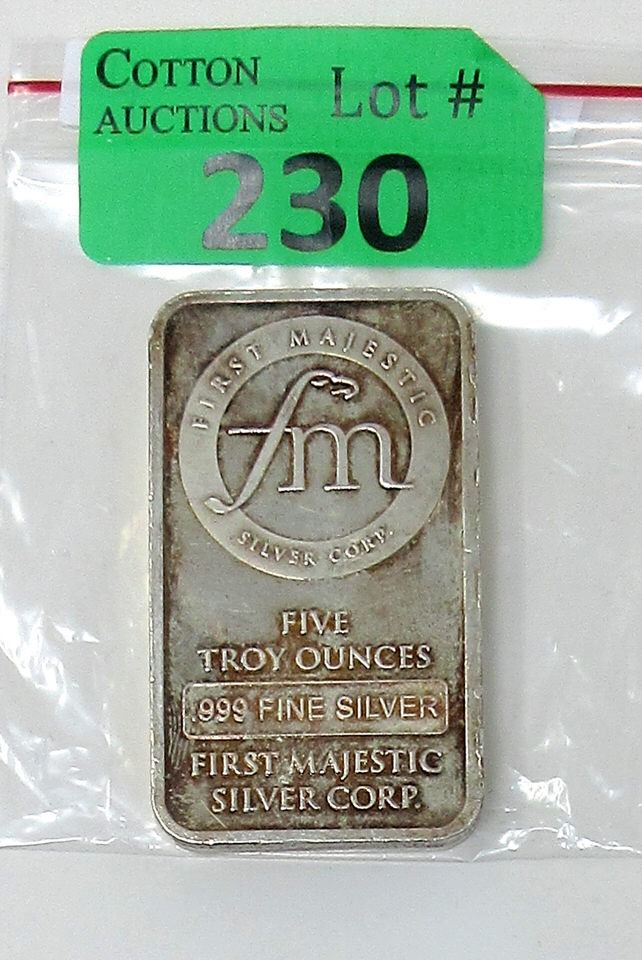 COTTON
AUCTIONS
Lot #
230
FIRST MAJESTIC
fm
SILVER CORP.
FIVE
TROY OUNCES
.999 FINE SILVER
FIRST MAJESTIC
SILVER CORP.